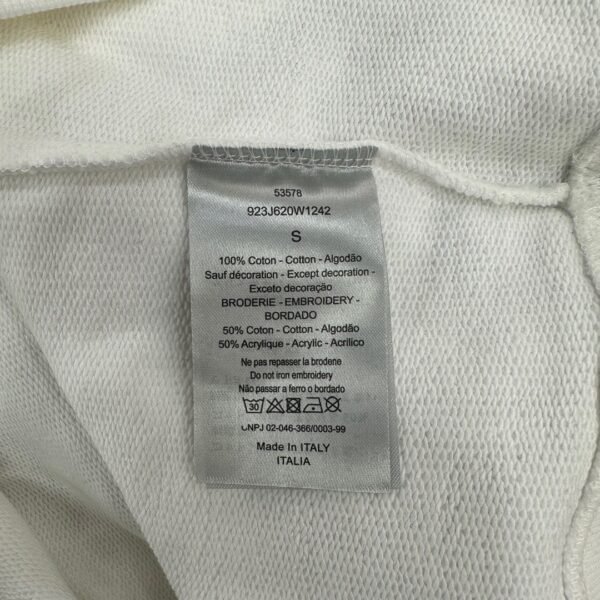 53578
923J620W1242
S
100% Coton - Cotton - Algodão
Sauf décoration - Except decoration -
Exceto decoração
BRODERIE - EMBROIDERY -
BORDADO
50% Coton - Cotton - Algodão
50% Acrylique - Acrylic - Acrilico
Ne pas repasser la broderie
Do not iron embroidery
Não passar a ferro o bordado
30
CNPJ 02-046-366/0003-99
Made In ITALY
ITALIA